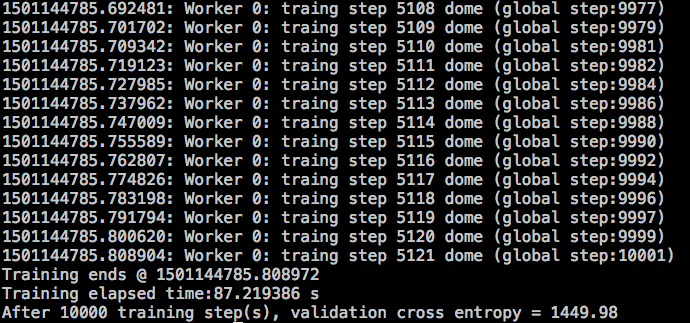 1501144785.692481: Worker 0: traing step 5108 dome (global step:9977)
1501144785.701702: Worker 0: traing step 5109 dome (global step:9979)
1501144785.709342: Worker 0: traing step 5110 dome (global step:9981)
1501144785.719123: Worker 0: traing step 5111 dome (global step:9982)
1501144785.727985: Worker 0: traing step 5112 dome (global step:9984)
1501144785.737962: Worker 0: traing step 5113 dome (global step:9986)
1501144785.747009: Worker 0: traing step 5114 dome (global step:9988)
1501144785.755589: Worker 0: traing step 5115 dome (global step:9990)
1501144785.762807: Worker 0: traing step 5116 dome (global step:9992)
1501144785.774826: Worker 0: traing step 5117 dome (global step:9994)
1501144785.783198: Worker 0: traing step 5118 dome (global step:9996)
1501144785.791794: Worker 0: traing step 5119 dome (global step:9997)
1501144785.800620: Worker 0: traing step 5120 dome (global step:9999)
1501144785.808904: Worker 0: traing step 5121 dome (global step:10001)
Training ends @ 1501144785.808972
Training elapsed time:87.219386 s
After 10000 training step(s), validation cross entropy = 1449.98